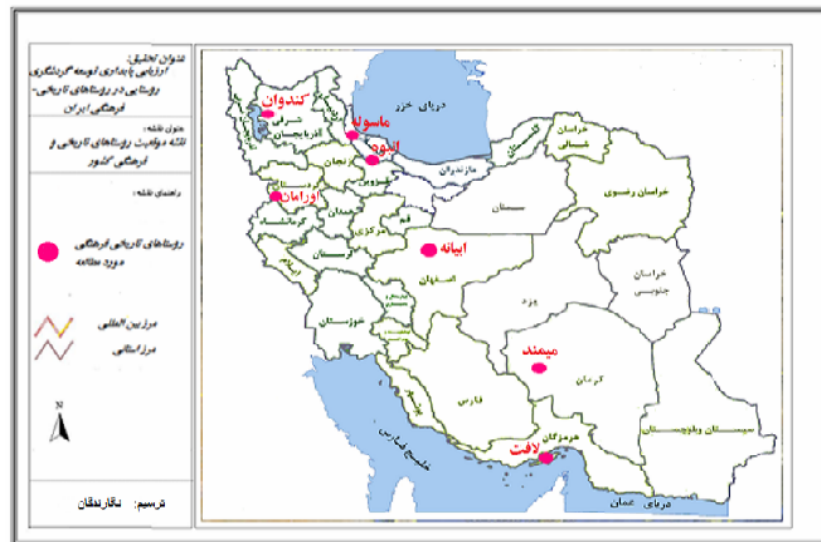 عنوان تحقیق:
ارزیابی پایداری توسعه گردشگری
روستایی در روستاهای تاریخی-
فرهنگی ایران
عنوان نقشه:
نقشه موقعیت روستاهای تاریخی و
فرهنگی کشور
راهنمای نقشه:
روستاهای تاریخی فرهنگی
مورد مطالعه
مرز بین المللی
مرز استانی
N
ترسیم: نگارندگان
دریای خزر
کندوان
شرقی
آذربایجان
ماسوله
انبوه
زنجان
قزوین
مازندران
گلستان
خراسان
شمالی
خراسان رضوی
سمنان
کردستان
اورامان
همدان
کرمانشاه
مرکزی
قم
لرستان
ابیانه
اصفهان
یزد
خراسان
جنوبی
خوزستان
میمند
کرمان
فارس
سیستان وبلوچستان
هرمزگان
لافت
خلیج فارس
دریای عمان